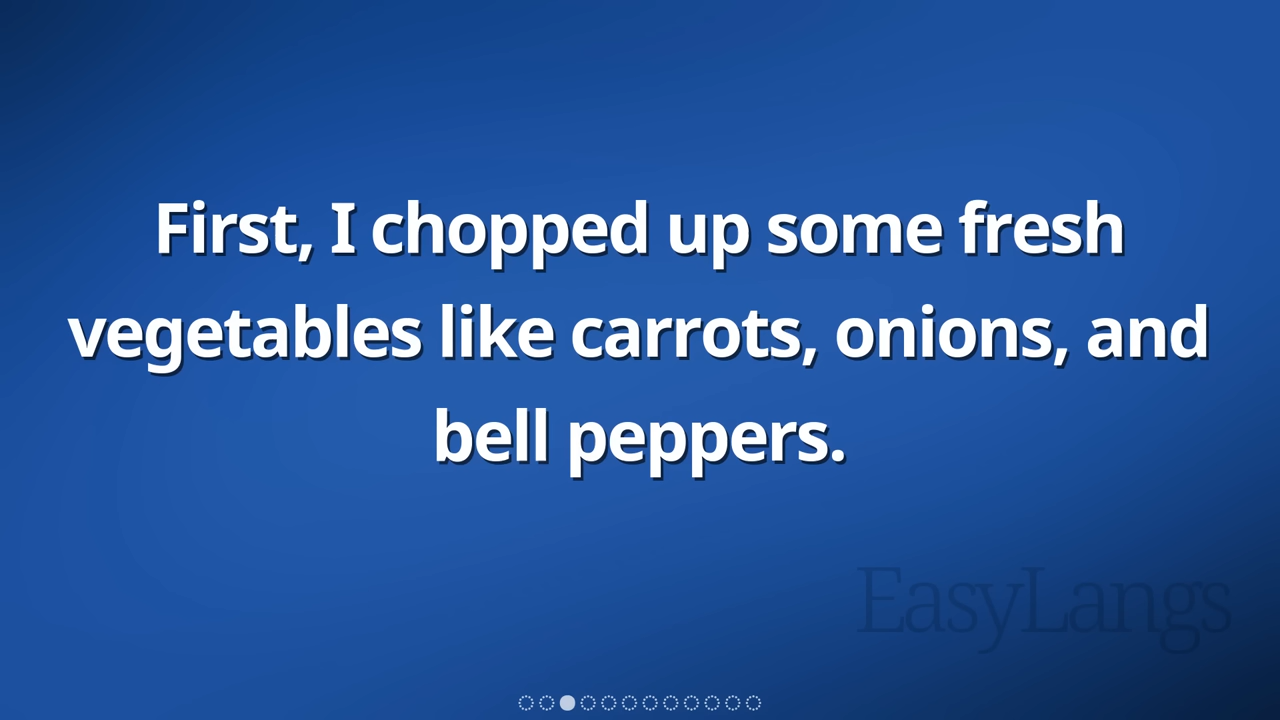 First, I chopped up some fresh
vegetables like carrots, onions, and
bell peppers.
EasyLangs